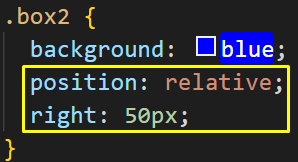 .box2 {
background: blue;
position: relative;
right: 50px;
}